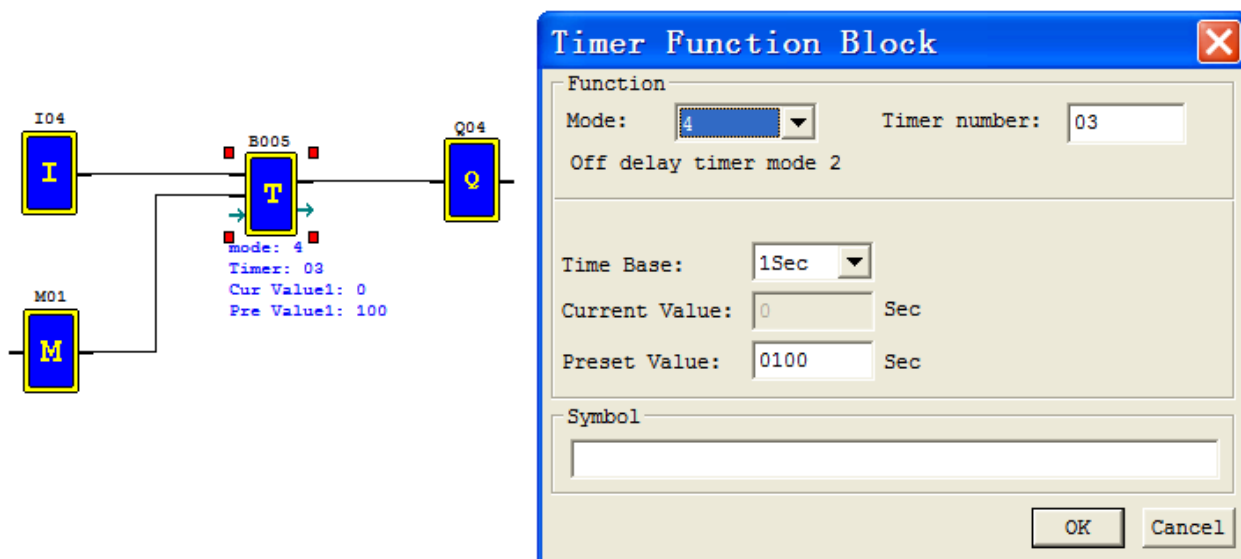 I04
I
B005
T
Q04
Q
mode: 4
Timer: 03
Cur Value1: 0
Pre Value1: 100
M01
M
Timer Function Block
Function
Mode: 4 Timer number: 03
Off delay timer mode 2
Time Base: 1Sec
Current Value: 0 Sec
Preset Value: 0100 Sec
Symbol
OK Cancel